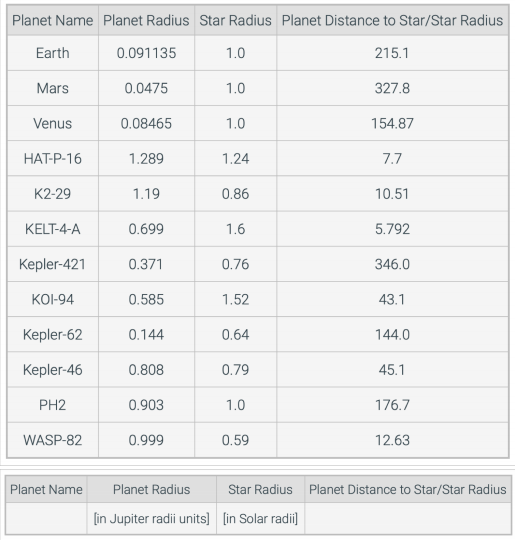 Planet Name Planet Radius Star Radius Planet Distance to Star/Star Radius
Earth 0.091135 1.0 215.1
Mars 0.0475 1.0 327.8
Venus 0.08465 1.0 154.87
HAT-P-16 1.289 1.24 7.7
K2-29 1.19 0.86 10.51
KELT-4-A 0.699 1.6 5.792
Kepler-421 0.371 0.76 346.0
KOI-94 0.585 1.52 43.1
Kepler-62 0.144 0.64 144.0
Kepler-46 0.808 0.79 45.1
PH2 0.903 1.0 176.7
WASP-82 0.999 0.59 12.63
Planet Name Planet Radius Star Radius Planet Distance to Star/Star Radius
[in Jupiter radii units] [in Solar radii]